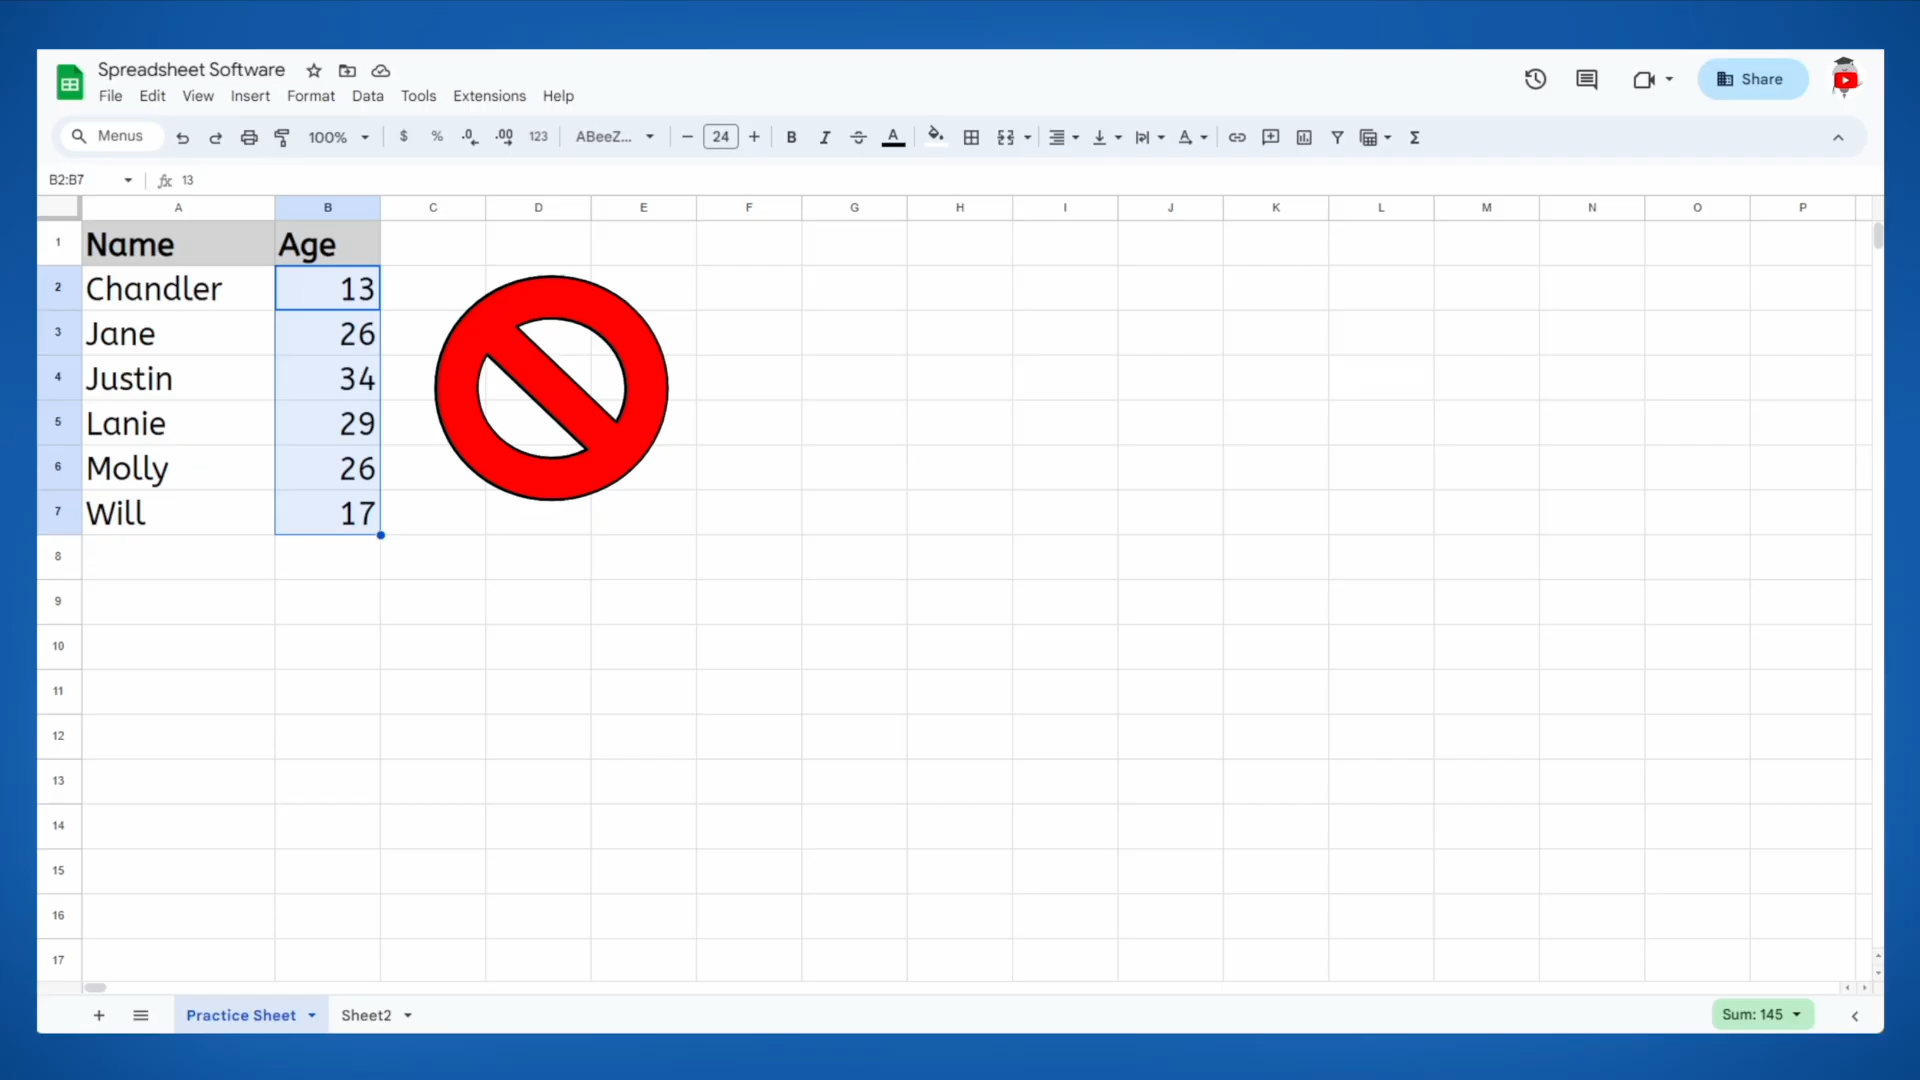 Spreadsheet Software
File Edit View Insert Format Data Tools Extensions Help
Share
Menus 100% $ % .0 .00 123 ABeeZ... 24 B I A Σ
B2:B7 fx 13
A B C D E F G H I J K L M N O P
1 Name Age
2 Chandler 13
3 Jane 26
4 Justin 34
5 Lanie 29
6 Molly 26
7 Will 17
8
9
10
11
12
13
14
15
16
17
Practice Sheet Sheet2 Sum: 145